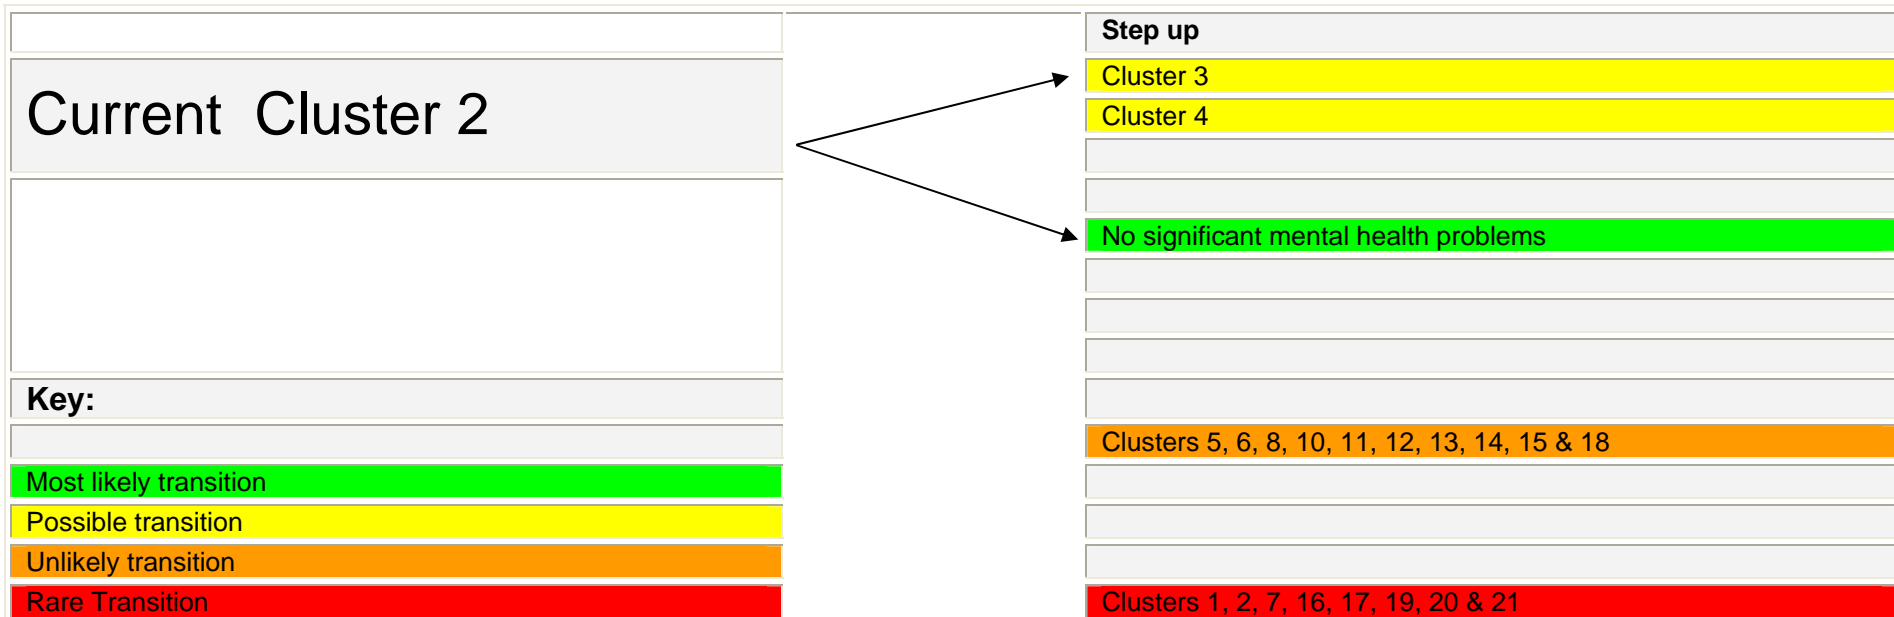 Step up
Current  Cluster 2
Cluster 3
Cluster 4
No significant mental health problems
Key:
Clusters 5, 6, 8, 10, 11, 12, 13, 14, 15 & 18
Most likely transition
Possible transition
Unlikely transition
Rare Transition
Clusters 1, 2, 7, 16, 17, 19, 20 & 21